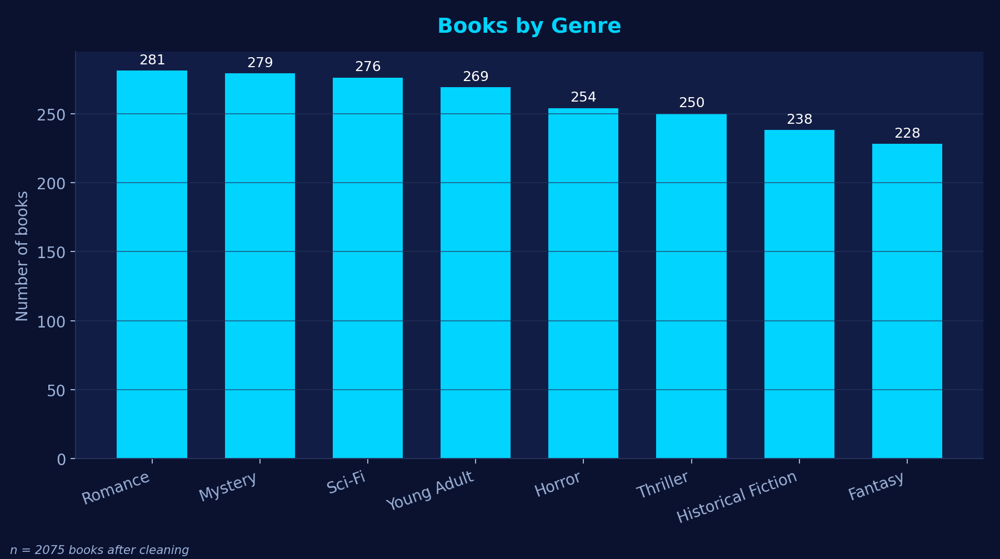 Books by Genre
281
279
276
269
254
250
238
228
Number of books
250
200
150
100
50
0
Romance
Mystery
Sci-Fi
Young Adult
Horror
Thriller
Historical Fiction
Fantasy
n = 2075 books after cleaning